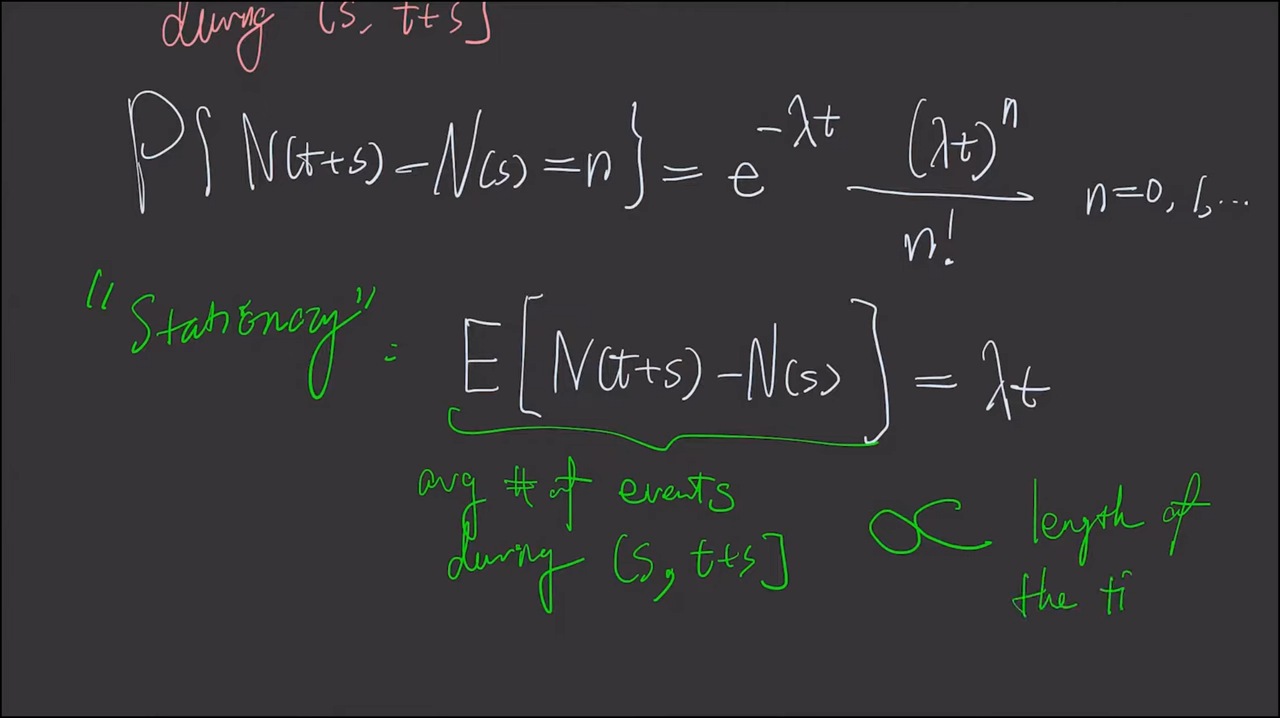 during (s, t+s]
P{ N(t+s) - N(s) = n } = e^{-λt} (λt)^n / n!   n=0, 1, ...
"Stationary" = E[ N(t+s) - N(s) ] = λt
avg # of events
during (s, t+s]
∝ length of
the ti